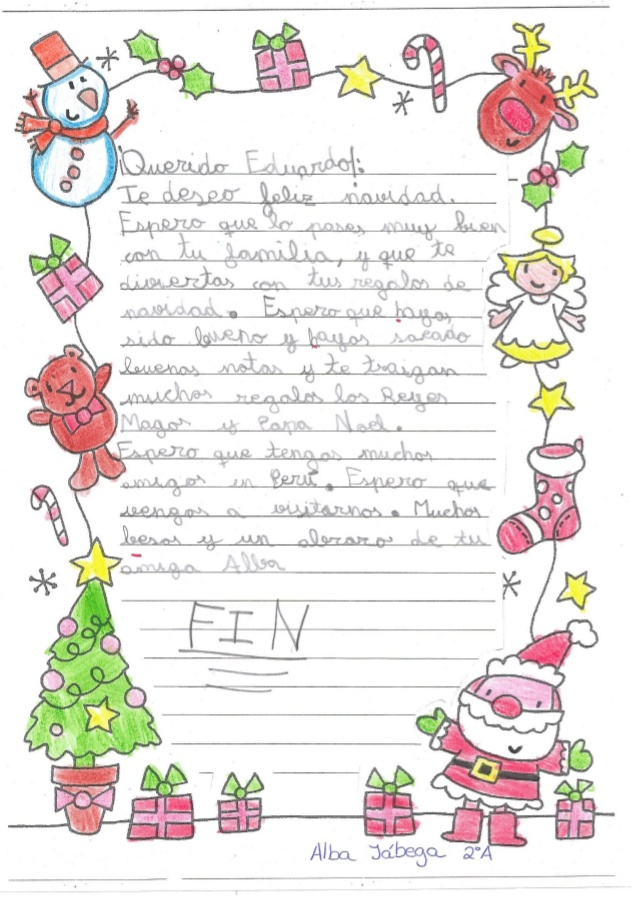 ¡Querido Eduardo!:
Te deseo feliz navidad.
Espero que lo pases muy bien
con tu familia, y que te
diviertas con tus regalos de
navidad. Espero que hayas
sido bueno y hayas sacado
buenas notas y te traigan
muchos regalos los Reyes
Magos y Papa Noel.
Espero que tengas muchos
amigos en Perú. Espero que
vengas a visitarnos. Muchos
besos y un abrazo de tu
amiga Alba
FIN
Alba Jábega 2ºA